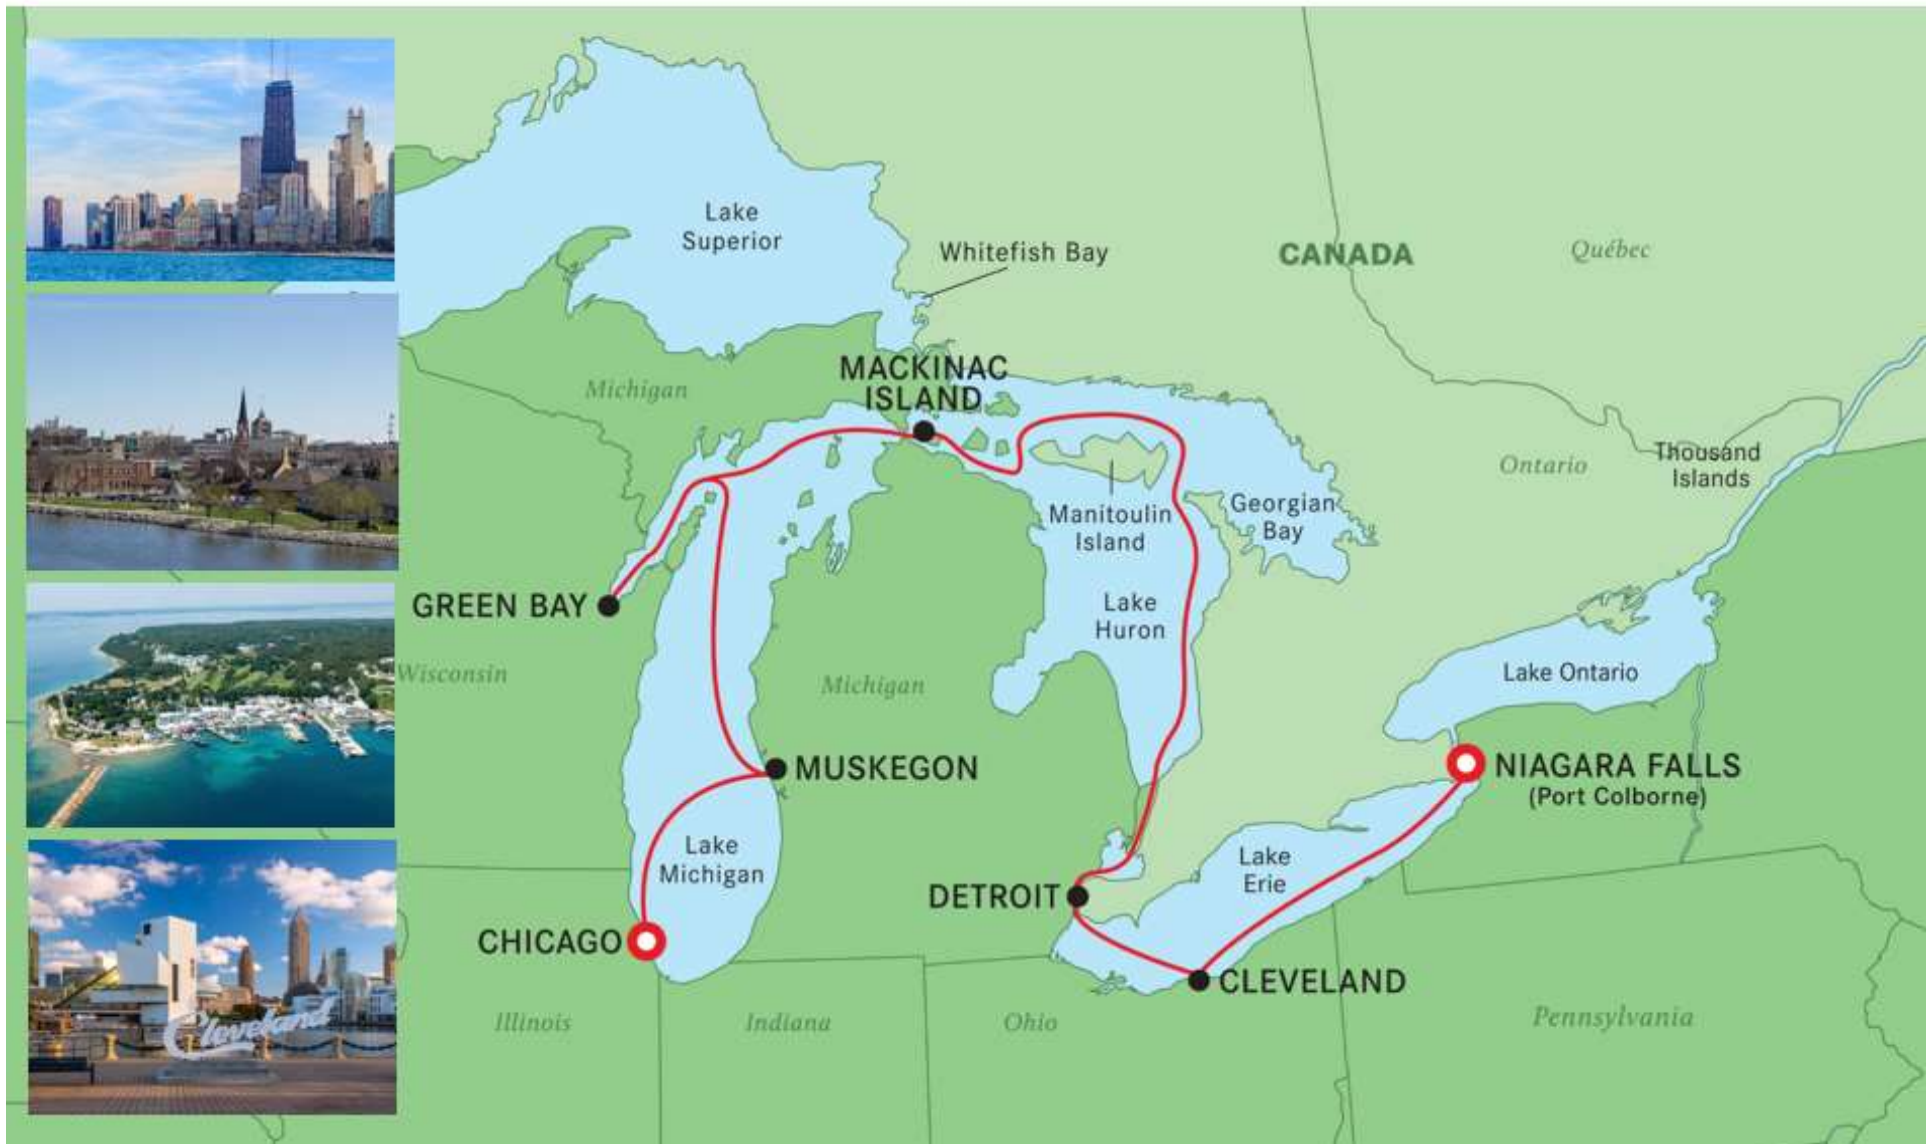 Lake
Superior
Whitefish Bay
CANADA
Québec
MACKINAC
ISLAND
Michigan
Thousand
Islands
Ontario
Georgian
Bay
Manitoulin
Island
GREEN BAY
Lake
Huron
Wisconsin
Michigan
Lake Ontario
MUSKEGON
NIAGARA FALLS
(Port Colborne)
Lake
Michigan
Lake
Erie
DETROIT
CHICAGO
CLEVELAND
Cleveland
Illinois
Indiana
Ohio
Pennsylvania